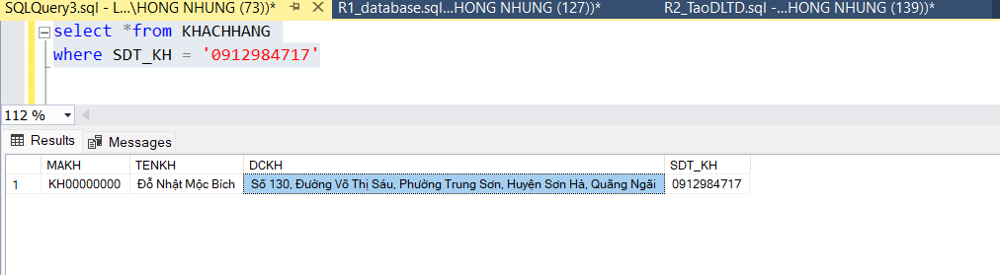 SQLQuery3.sql - L...\HONG NHUNG (73))* R1_database.sql...HONG NHUNG (127))* R2_TaoDLTD.sql -...HONG NHUNG (139))*
select *from KHACHHANG
where SDT_KH = '0912984717'
112 %
Results Messages
MAKH TENKH DCKH SDT_KH
1 KH00000000 Đỗ Nhật Mộc Bích Số 130, Đường Võ Thị Sáu, Phường Trung Sơn, Huyện Sơn Hà, Quãng Ngãi 0912984717